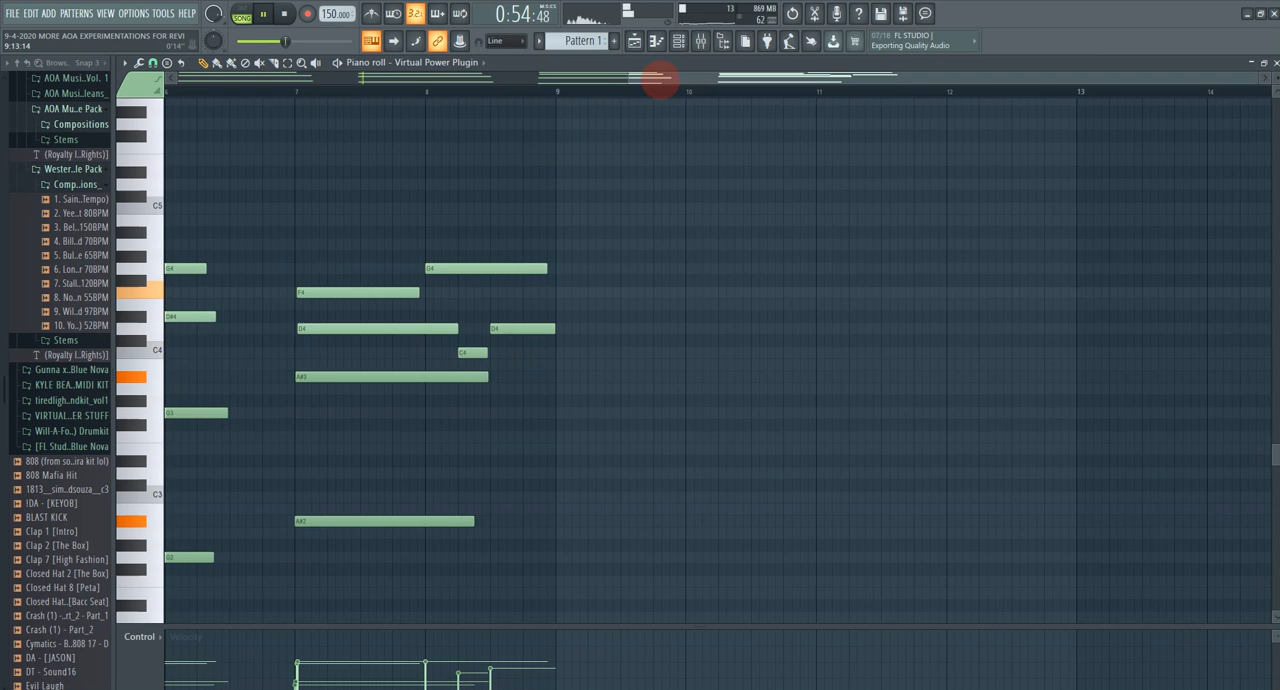 FILE EDIT ADD PATTERNS VIEW OPTIONS TOOLS HELP
SONG
150.000
3.2.
0:54:48
M:S:CS
13
869 MB
62
9-4-2020 MORE AOA EXPERIMENTATIONS FOR REVI
9:13:14
0'14"
Line
Pattern 1
07/18 FL STUDIO |
Exporting Quality Audio
Brows.. Snap 3
Piano roll - Virtual Power Plugin
6 7 8 9 10 11 12 13 14
AOA Musi..Vol. 1
AOA Musi...leans_
AOA Mu...e Pack
Compositions
Stems
(Royalty I..Rights)]
Wester..le Pack
Comp..ions_
1. Sain..Tempo)
2. Yee..t 80BPM
3. Bel..150BPM
4. Bill..d 70BPM
5. Bul..e 65BPM
6. Lon..r 70BPM
7. Stall..120BPM
8. No..n 55BPM
9. Wil..d 97BPM
10. Yo..) 52BPM
Stems
(Royalty I..Rights)]
Gunna x..Blue Nova
KYLE BEA..MIDI KIT
tiredligh..ndkit_vol1
VIRTUAL..ER STUFF
Will-A-Fo..) Drumkit
[FL Stud..Blue Nova
808 (from so..ira kit lol)
808 Mafia Hit
1813__sim..dsouza__c3
!DA - [KEYOB]
BLAST KICK
Clap 1 [Intro]
Clap 2 [The Box]
Clap 7 [High Fashion]
Closed Hat 2 [The Box]
Closed Hat 8 [Peta]
Closed Hat..[Bacc Seat]
Crash (1) -..rt_2 - Part_1
Crash (1) - Part_2
Cymatics - B..808 17 - D
DA - [JASON]
DT - Sound16
Evil Laugh
C5
C4
C3
G4
G4
F4
D#4
D4
D4
C4
A#3
G3
A#2
G2
Control
Velocity